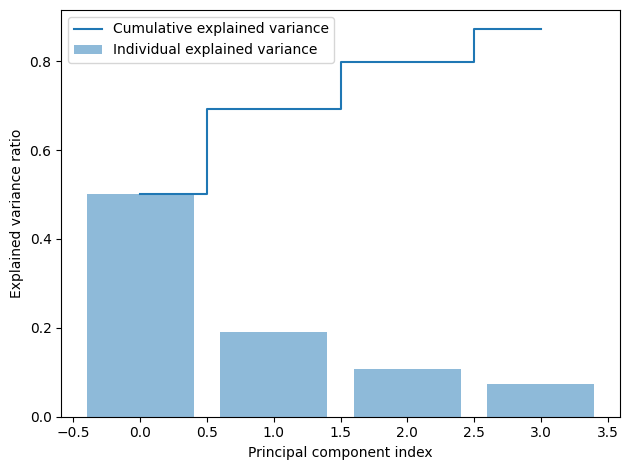 Cumulative explained variance
Individual explained variance
0.8
0.6
0.4
0.2
0.0
Explained variance ratio
−0.5 0.0 0.5 1.0 1.5 2.0 2.5 3.0 3.5
Principal component index